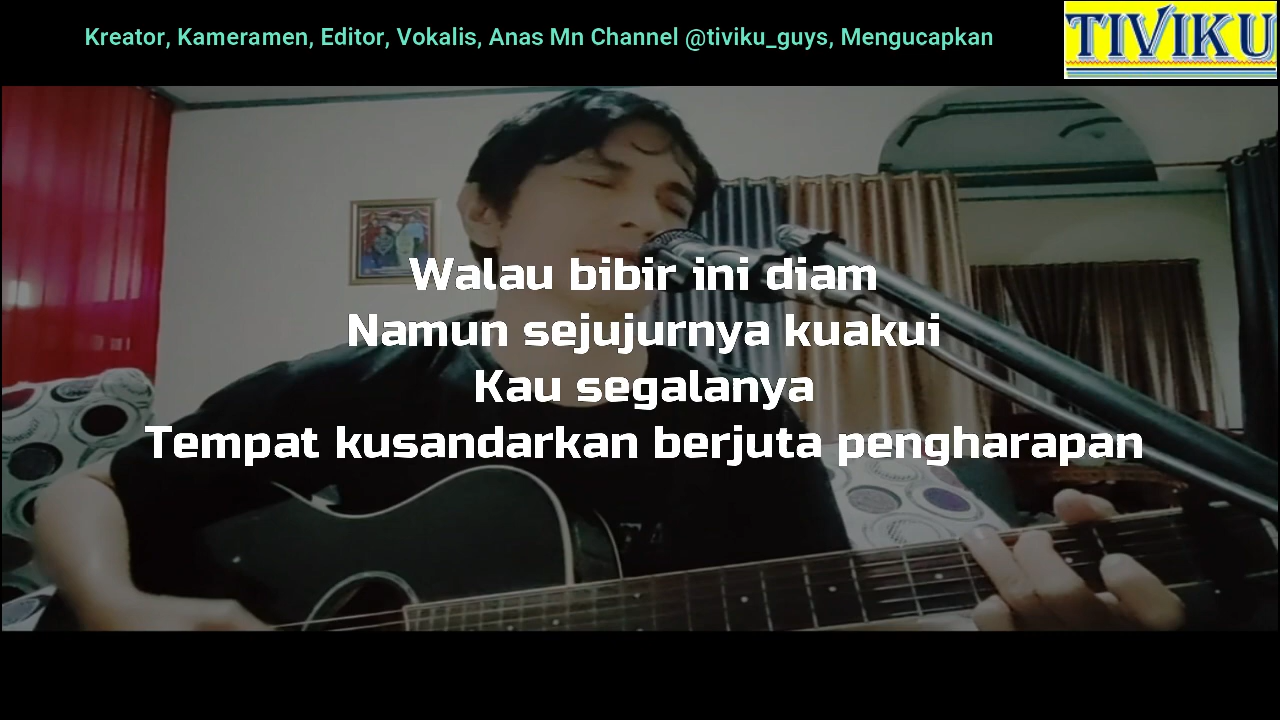 Kreator, Kameramen, Editor, Vokalis, Anas Mn Channel @tiviku_guys, Mengucapkan
TIVIKU
Walau bibir ini diam
Namun sejujurnya kuakui
Kau segalanya
Tempat kusandarkan berjuta pengharapan